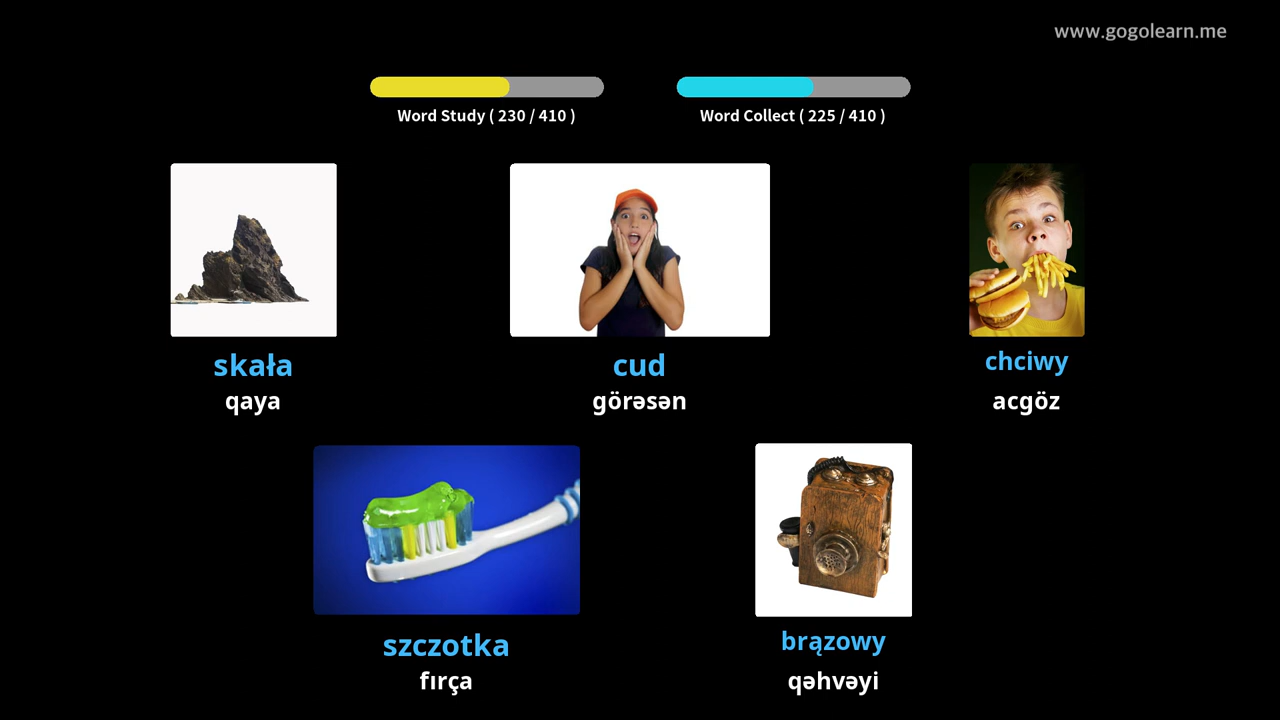 www.gogolearn.me
Word Study ( 230 / 410 )
Word Collect ( 225 / 410 )
skała
qaya
cud
görəsən
chciwy
acgöz
szczotka
fırça
brązowy
qəhvəyi